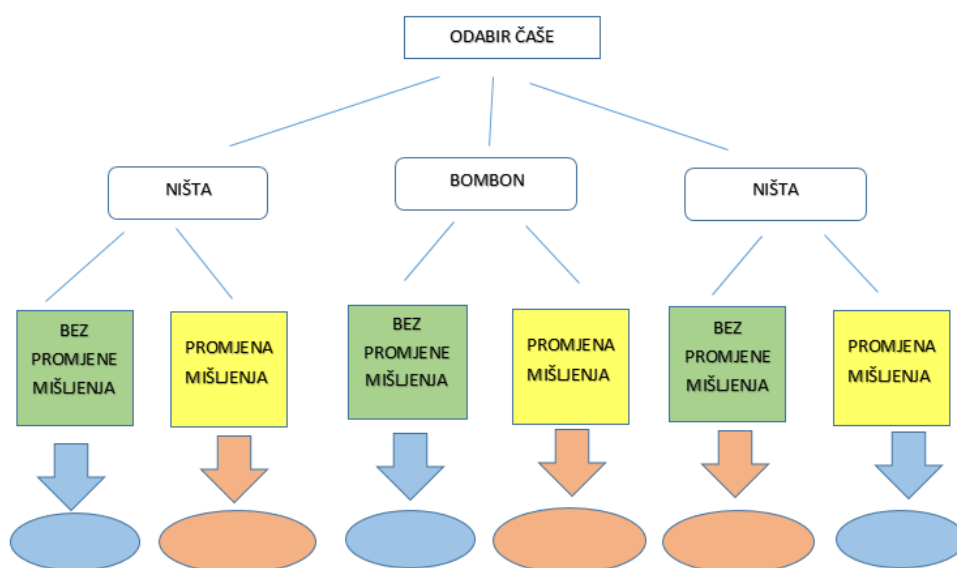 ODABIR ČAŠE
NIŠTA
BOMBON
NIŠTA
BEZ
PROMJENE
MIŠLJENJA
PROMJENA
MIŠLJENJA
BEZ
PROMJENE
MIŠLJENJA
PROMJENA
MIŠLJENJA
BEZ
PROMJENE
MIŠLJENJA
PROMJENA
MIŠLJENJA